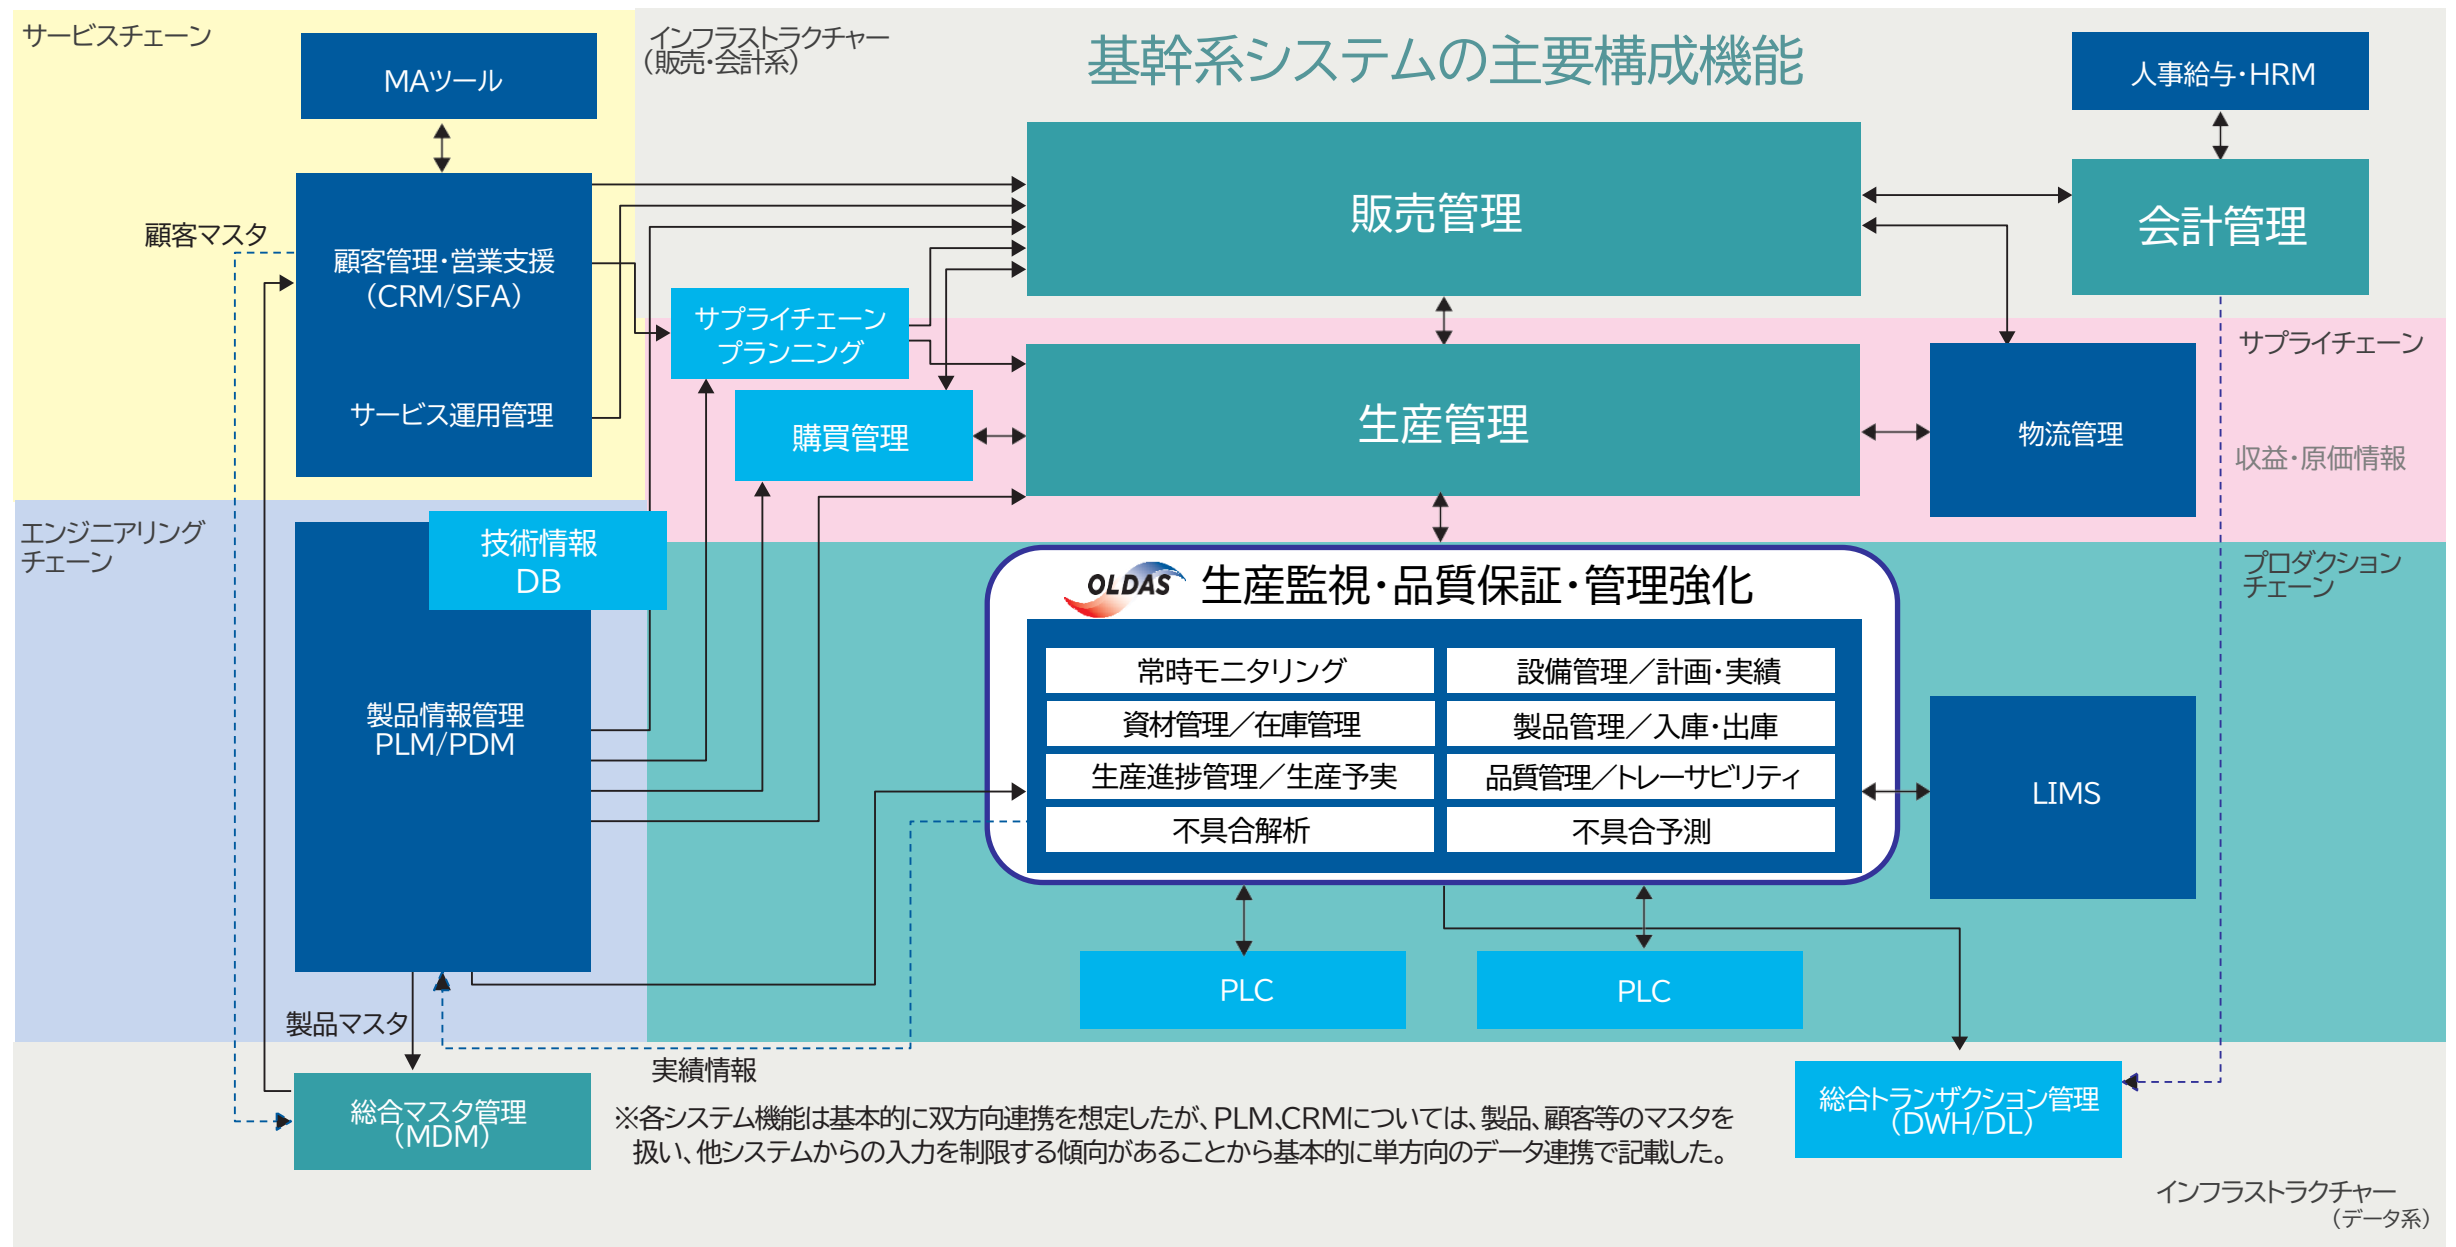 サービスチェーン
MAツール
インフラストラクチャー
（販売・会計系）
基幹系システムの主要構成機能
人事給与・HRM
販売管理
会計管理
顧客マスタ
顧客管理・営業支援
（CRM/SFA）
サービス運用管理
サプライチェーン
プランニング
購買管理
生産管理
物流管理
サプライチェーン
収益・原価情報
エンジニアリング
チェーン
技術情報
DB
製品情報管理
PLM/PDM
OLDAS 生産監視・品質保証・管理強化
常時モニタリング
設備管理／計画・実績
資材管理／在庫管理
製品管理／入庫・出庫
生産進捗管理／生産予実
品質管理／トレーサビリティ
不具合解析
不具合予測
プロダクション
チェーン
LIMS
PLC
PLC
製品マスタ
実績情報
総合マスタ管理
（MDM）
※各システム機能は基本的に双方向連携を想定したが、PLM、CRMについては、製品、顧客等のマスタを
扱い、他システムからの入力を制限する傾向があることから基本的に単方向のデータ連携で記載した。
総合トランザクション管理
（DWH/DL）
インフラストラクチャー
（データ系）